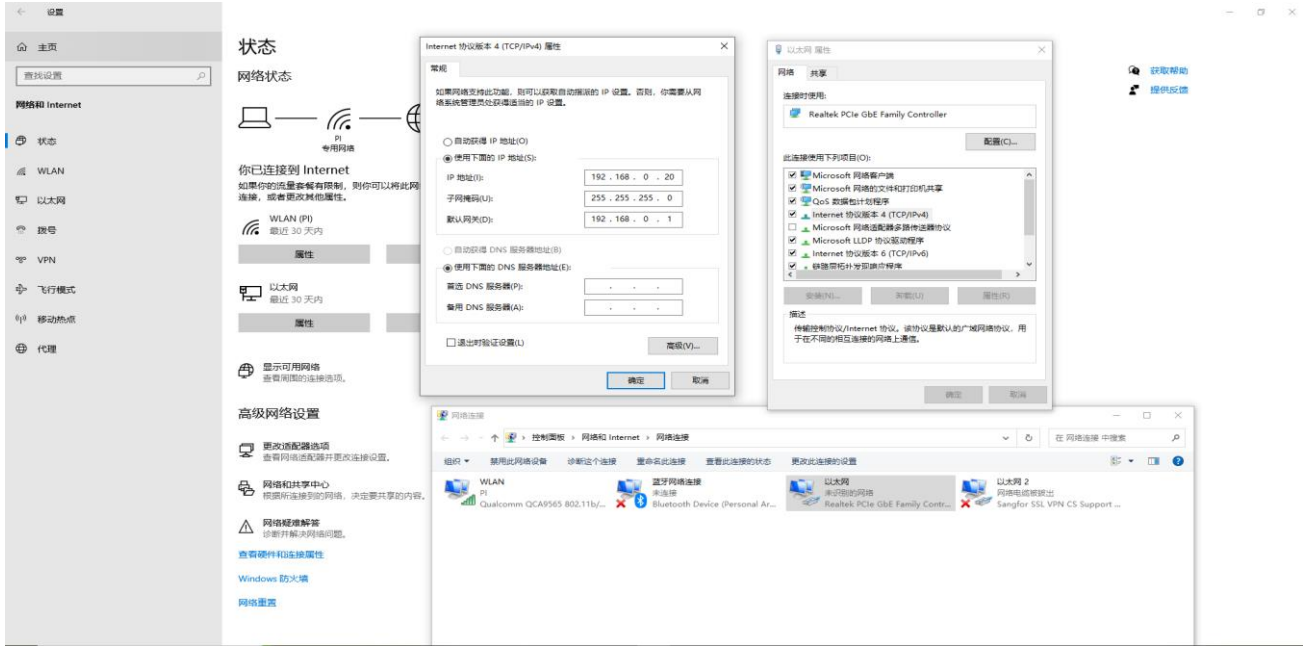 设置
主页
查找设置
网络和 Internet
状态
WLAN
以太网
拨号
VPN
飞行模式
移动热点
代理
状态
网络状态
PI
专用网络
你已连接到 Internet
如果你的流量套餐有限制，则你可以将此网
连接，或者更改其他属性。
WLAN (PI)
最近 30 天内
属性
以太网
最近 30 天内
属性
显示可用网络
查看周围的连接选项。
高级网络设置
更改适配器选项
查看网络适配器并更改连接设置。
网络和共享中心
根据所连接到的网络，决定要共享的内容。
网络疑难解答
诊断并解决网络问题。
查看硬件和连接属性
Windows 防火墙
网络重置
Internet 协议版本 4 (TCP/IPv4) 属性
常规
如果网络支持此功能，则可以获取自动指派的 IP 设置。否则，你需要从网
络系统管理员处获得适当的 IP 设置。
自动获得 IP 地址(O)
使用下面的 IP 地址(S):
IP 地址(I): 192 . 168 . 0 . 20
子网掩码(U): 255 . 255 . 255 . 0
默认网关(D): 192 . 168 . 0 . 1
自动获得 DNS 服务器地址(B)
使用下面的 DNS 服务器地址(E):
首选 DNS 服务器(P): . . .
备用 DNS 服务器(A): . . .
退出时验证设置(L)
高级(V)...
确定 取消
以太网 属性
网络 共享
连接时使用:
Realtek PCIe GbE Family Controller
配置(C)...
此连接使用下列项目(O):
Microsoft 网络客户端
Microsoft 网络的文件和打印机共享
QoS 数据包计划程序
Internet 协议版本 4 (TCP/IPv4)
Microsoft 网络适配器多路传送器协议
Microsoft LLDP 协议驱动程序
Internet 协议版本 6 (TCP/IPv6)
链路层拓扑发现响应程序
安装(N)... 卸载(U) 属性(R)
描述
传输控制协议/Internet 协议。该协议是默认的广域网络协议，用
于在不同的相互连接的网络上通信。
确定 取消
获取帮助
提供反馈
网络连接
控制面板 › 网络和 Internet › 网络连接
在 网络连接 中搜索
组织 禁用此网络设备 诊断这个连接 重命名此连接 查看此连接的状态 更改此连接的设置
WLAN
PI
Qualcomm QCA9565 802.11b/...
蓝牙网络连接
未连接
Bluetooth Device (Personal Ar...
以太网
未识别的网络
Realtek PCIe GbE Family Contr...
以太网 2
网络电缆被拔出
Sangfor SSL VPN CS Support ...